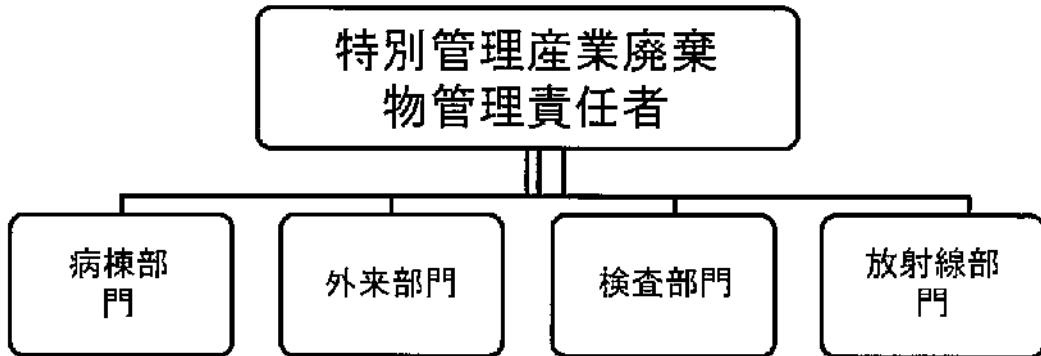 特別管理産業廃棄
物管理責任者
病棟部
門
外来部門
検査部門
放射線部
門